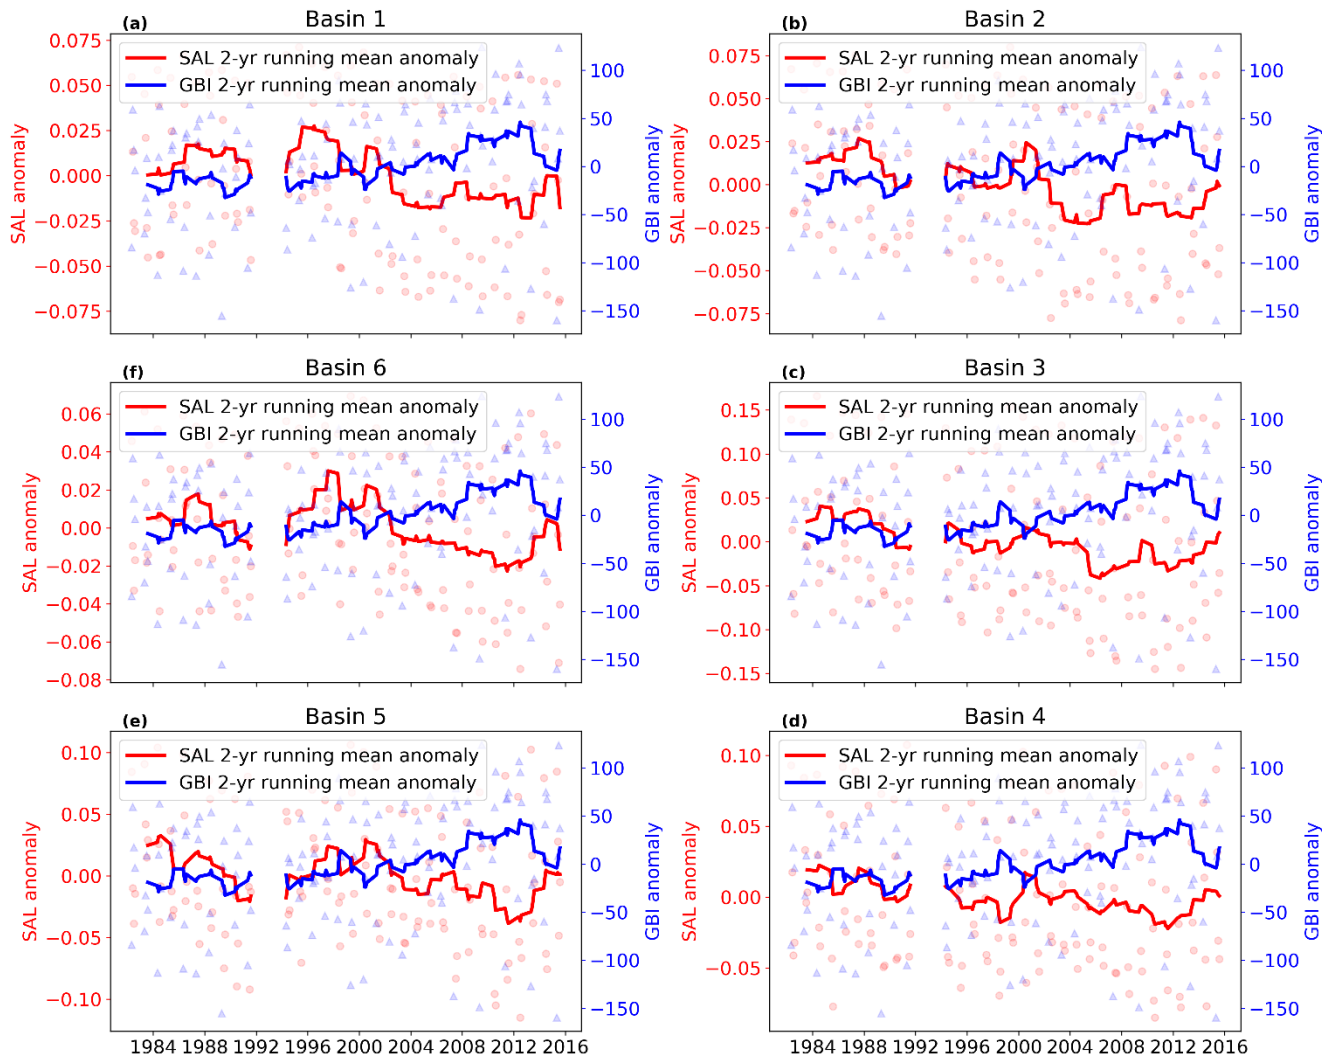 (a) Basin 1
SAL 2-yr running mean anomaly
GBI 2-yr running mean anomaly
0.075
0.050
0.025
0.000
−0.025
−0.050
−0.075
SAL anomaly
100
50
0
−50
−100
−150
GBI anomaly
(b) Basin 2
SAL 2-yr running mean anomaly
GBI 2-yr running mean anomaly
0.075
0.050
0.025
0.000
−0.025
−0.050
−0.075
SAL anomaly
100
50
0
−50
−100
−150
GBI anomaly
(f) Basin 6
SAL 2-yr running mean anomaly
GBI 2-yr running mean anomaly
0.06
0.04
0.02
0.00
−0.02
−0.04
−0.06
−0.08
SAL anomaly
100
50
0
−50
−100
−150
GBI anomaly
(c) Basin 3
SAL 2-yr running mean anomaly
GBI 2-yr running mean anomaly
0.15
0.10
0.05
0.00
−0.05
−0.10
−0.15
SAL anomaly
100
50
0
−50
−100
−150
GBI anomaly
(e) Basin 5
SAL 2-yr running mean anomaly
GBI 2-yr running mean anomaly
0.10
0.05
0.00
−0.05
−0.10
SAL anomaly
100
50
0
−50
−100
−150
GBI anomaly
1984 1988 1992 1996 2000 2004 2008 2012 2016
(d) Basin 4
SAL 2-yr running mean anomaly
GBI 2-yr running mean anomaly
0.10
0.05
0.00
−0.05
SAL anomaly
100
50
0
−50
−100
−150
GBI anomaly
1984 1988 1992 1996 2000 2004 2008 2012 2016